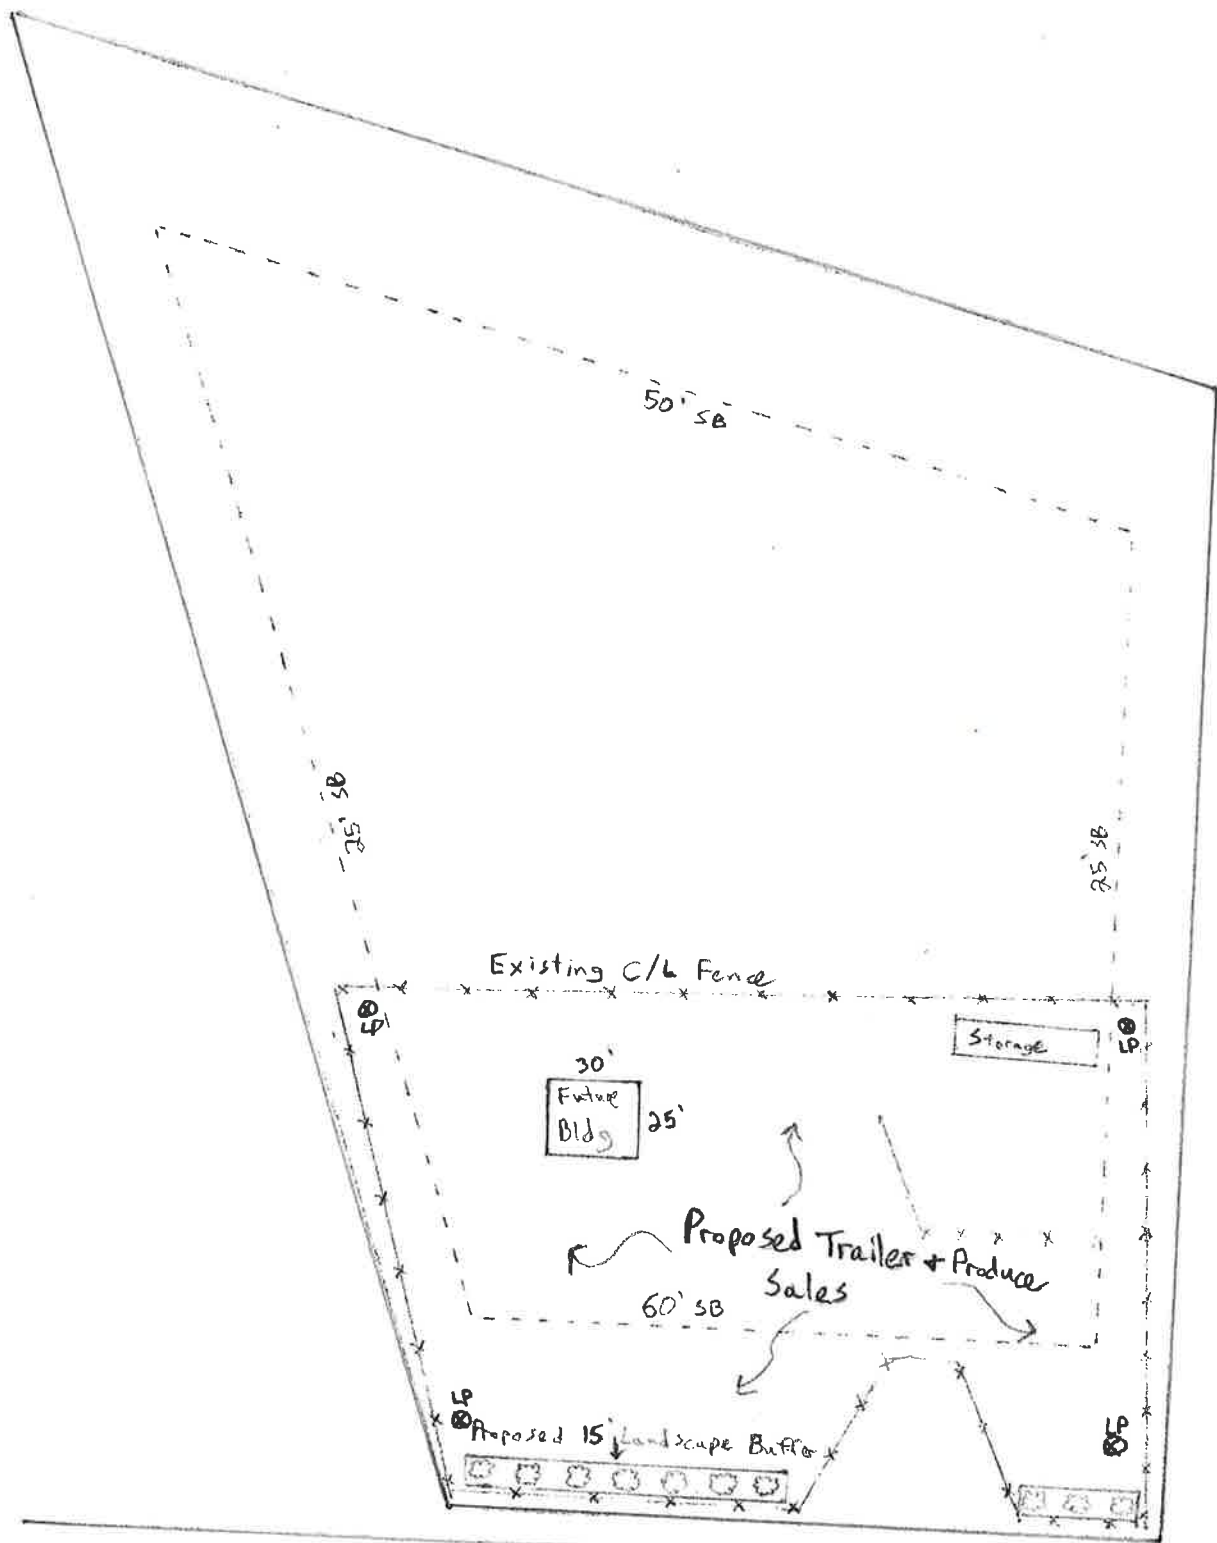 50' SB
25' SB
25' SB
Existing C/L Fence
LP
Storage
LP
30'
Future
Bldg
25'
Proposed Trailer + Produce
Sales
60' SB
LP
Proposed 15' Landscape Buffer
LP